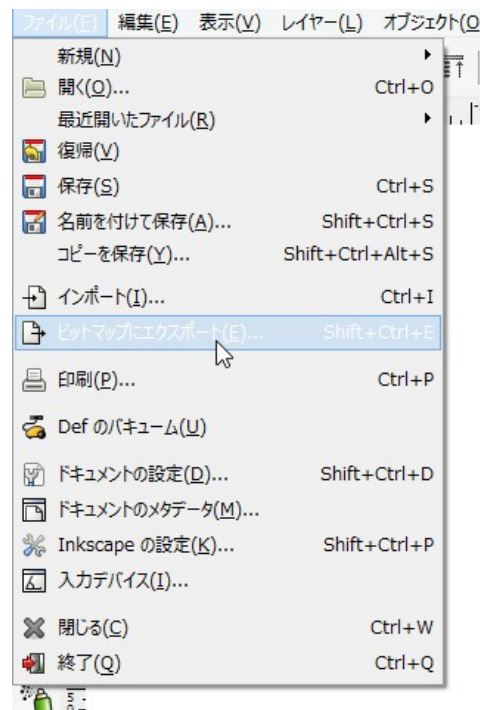 ファイル(F) 編集(E) 表示(V) レイヤー(L) オブジェクト(O
新規(N)
開く(O)... Ctrl+O
最近開いたファイル(R)
復帰(V)
保存(S) Ctrl+S
名前を付けて保存(A)... Shift+Ctrl+S
コピーを保存(Y)... Shift+Ctrl+Alt+S
インポート(I)... Ctrl+I
ビットマップにエクスポート(E)... Shift+Ctrl+E
印刷(P)... Ctrl+P
Def のバキューム(U)
ドキュメントの設定(D)... Shift+Ctrl+D
ドキュメントのメタデータ(M)...
Inkscape の設定(K)... Shift+Ctrl+P
入力デバイス(I)...
閉じる(C) Ctrl+W
終了(Q) Ctrl+Q
5